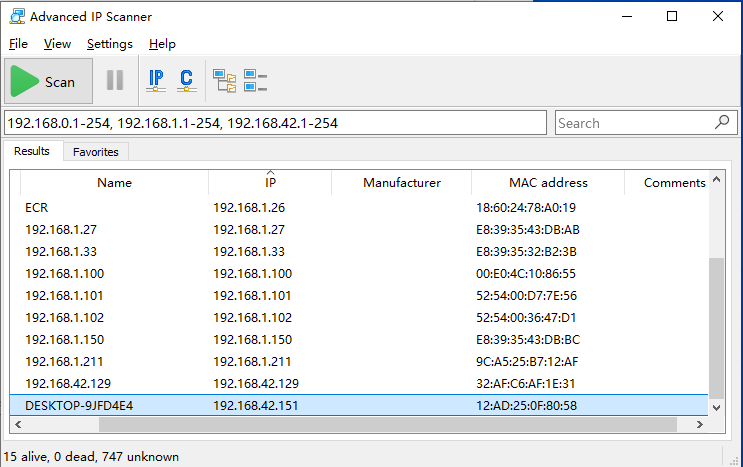 Advanced IP Scanner
File View Settings Help
Scan IP C
192.168.0.1-254, 192.168.1.1-254, 192.168.42.1-254 Search
Results Favorites
Name IP Manufacturer MAC address Comments
ECR 192.168.1.26 18:60:24:78:A0:19
192.168.1.27 192.168.1.27 E8:39:35:43:DB:AB
192.168.1.33 192.168.1.33 E8:39:35:32:B2:3B
192.168.1.100 192.168.1.100 00:E0:4C:10:86:55
192.168.1.101 192.168.1.101 52:54:00:D7:7E:56
192.168.1.102 192.168.1.102 52:54:00:36:47:D1
192.168.1.150 192.168.1.150 E8:39:35:43:DB:BC
192.168.1.211 192.168.1.211 9C:A5:25:B7:12:AF
192.168.42.129 192.168.42.129 32:AF:C6:AF:1E:31
DESKTOP-9JFD4E4 192.168.42.151 12:AD:25:0F:80:58
15 alive, 0 dead, 747 unknown